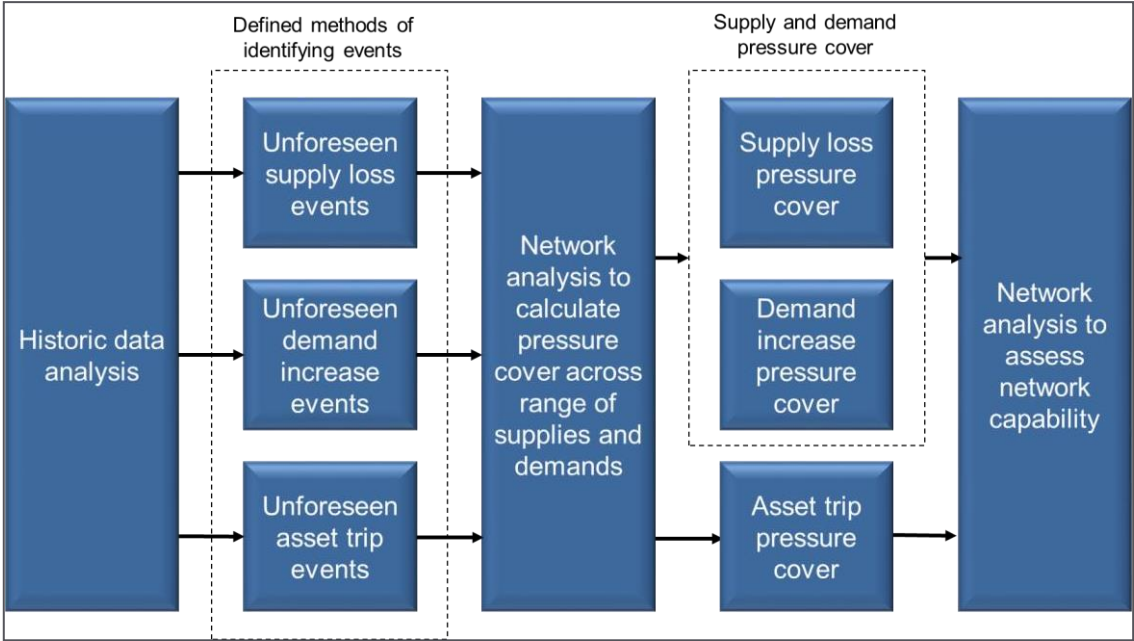 Defined methods of
identifying events
Supply and demand
pressure cover
Historic data
analysis
Unforeseen
supply loss
events
Unforeseen
demand
increase events
Unforeseen
asset trip
events
Network
analysis to
calculate
pressure
cover across
range of
supplies and
demands
Supply loss
pressure
cover
Demand
increase
pressure
cover
Asset trip
pressure
cover
Network
analysis to
assess
network
capability